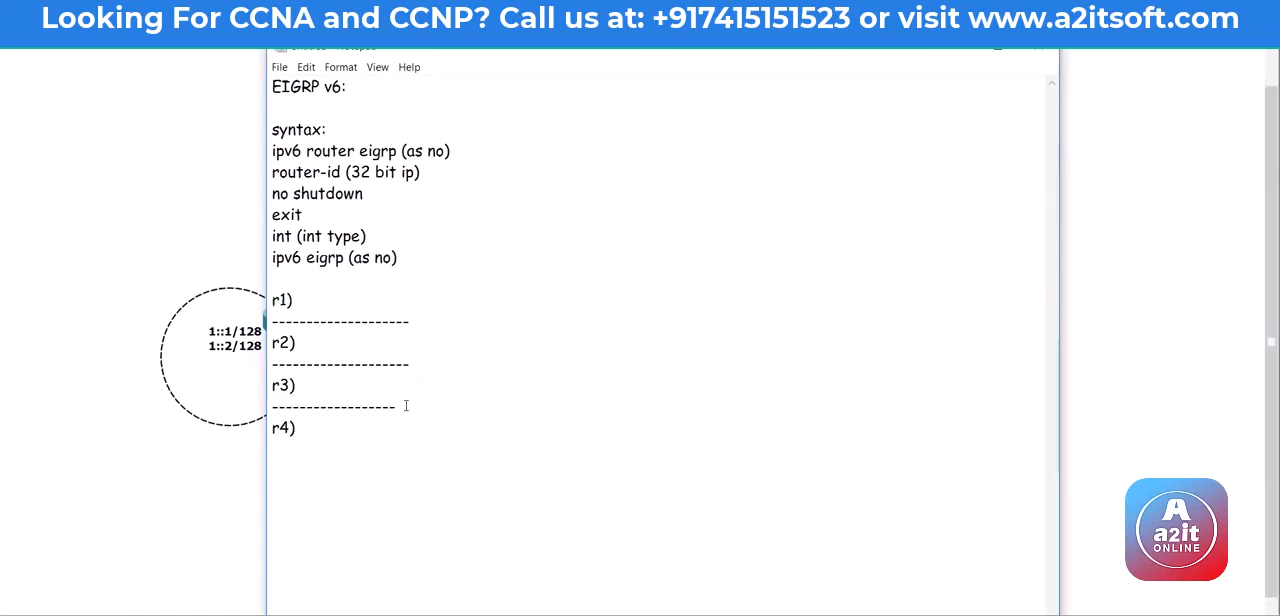 Looking For CCNA and CCNP? Call us at: +917415151523 or visit www.a2itsoft.com
File Edit Format View Help
EIGRP v6:
syntax:
ipv6 router eigrp (as no)
router-id (32 bit ip)
no shutdown
exit
int (int type)
ipv6 eigrp (as no)
r1)
--------------------
r2)
--------------------
r3)
------------------
r4)
1::1/128
1::2/128
A
a2it
ONLINE